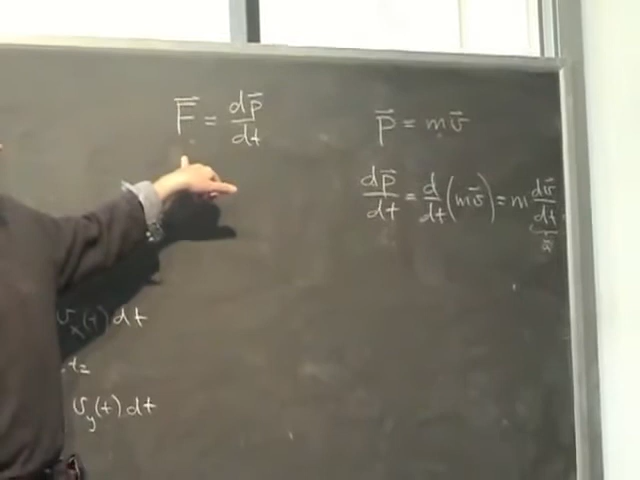 F⃗ = dp⃗/dt
p⃗ = mv⃗
dp⃗/dt = d/dt (mv⃗) = m dv⃗/dt
a⃗
v_x(t) dt
t₂
v_y(t) dt